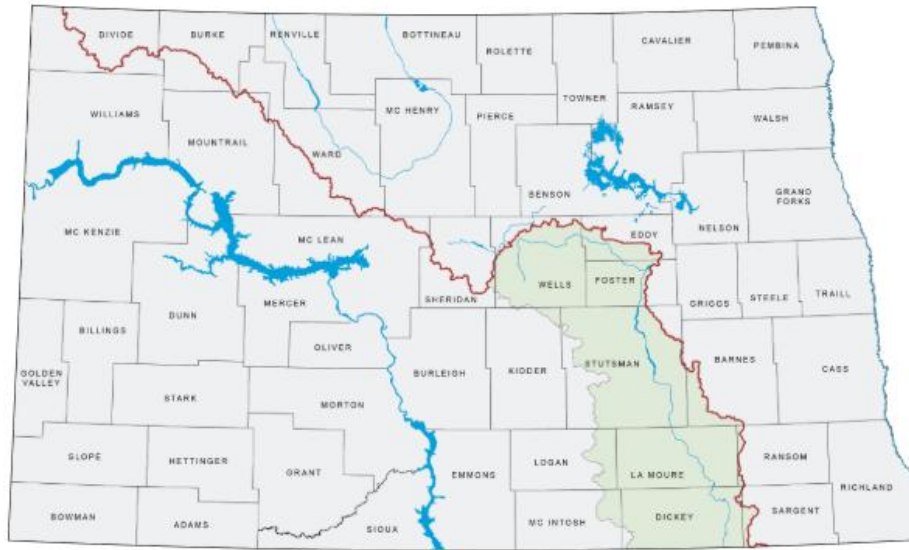 DIVIDE
BURKE
RENVILLE
BOTTINEAU
ROLETTE
CAVALIER
PEMBINA
WILLIAMS
MOUNTRAIL
WARD
MC HENRY
PIERCE
TOWNER
RAMSEY
WALSH
BENSON
GRAND
FORKS
NELSON
MC KENZIE
MC LEAN
EDDY
SHERIDAN
WELLS
FOSTER
GRIGGS
STEELE
TRAILL
BILLINGS
DUNN
MERCER
OLIVER
GOLDEN
VALLEY
BURLEIGH
KIDDER
STUTSMAN
BARNES
CASS
STARK
MORTON
SLOPE
HETTINGER
GRANT
EMMONS
LOGAN
LA MOURE
RANSOM
RICHLAND
BOWMAN
ADAMS
SIOUX
MC INTOSH
DICKEY
SARGENT